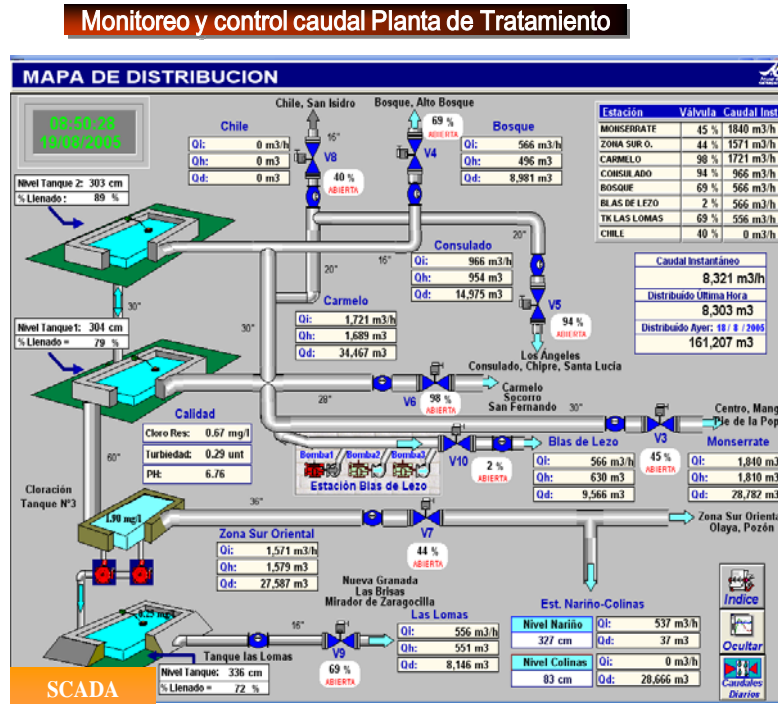 Monitoreo y control caudal Planta de Tratamiento
MAPA DE DISTRIBUCION
08:50:28
19/08/2005
Chile, San Isidro
Bosque, Alto Bosque
Chile
Qi: 0 m3/h
Qh: 0 m3
Qd: 0 m3
16"
V8
40 %
ABIERTA
69 %
ABIERTA
V4
Bosque
Qi: 566 m3/h
Qh: 496 m3
Qd: 8,981 m3
Estación Válvula Caudal Inst
MONSERRATE 45 % 1840 m3/h
ZONA SUR O. 44 % 1571 m3/h
CARMELO 98 % 1721 m3/h
CONSULADO 94 % 966 m3/h
BOSQUE 69 % 566 m3/h
BLAS DE LEZO 2 % 566 m3/h
TK LAS LOMAS 69 % 556 m3/h
CHILE 40 % 0 m3/h
Nivel Tanque 2: 303 cm
% Llenado : 89 %
20"
16"
20"
Consulado
Qi: 966 m3/h
Qh: 954 m3
Qd: 14,975 m3
V5
94 %
ABIERTA
Los Angeles
Consulado, Chipre, Santa Lucía
Caudal Instantáneo
8,321 m3/h
Distribuido Última Hora
8,303 m3
Distribuido Ayer: 18 / 8 / 2005
161,207 m3
30"
30"
Carmelo
Qi: 1,721 m3/h
Qh: 1,689 m3
Qd: 34,467 m3
Nivel Tanque1: 304 cm
% Llenado = 79 %
28"
V6
98 %
ABIERTA
Carmelo
Socorro
San Fernando
30"
V3
45 %
ABIERTA
Centro, Mang
Pie de la Pop
Monserrate
Qi: 1,840 m3
Qh: 1,810 m3
Qd: 28,782 m3
Calidad
Cloro Res: 0.67 mg/l
Turbiedad: 0.29 unt
PH: 6.76
60"
Bomba1 Bomba2 Bomba3
Estación Blas de Lezo
V10
2 %
ABIERTA
Blas de Lezo
Qi: 566 m3/h
Qh: 630 m3
Qd: 9,566 m3
Cloración
Tanque Nº3
1.90 mg/l
36"
V7
44 %
ABIERTA
Zona Sur Orienta
Olaya, Pozón
Zona Sur Oriental
Qi: 1,571 m3/h
Qh: 1,579 m3
Qd: 27,587 m3
Nueva Granada
Las Brisas
Mirador de Zaragocilla
16"
V9
69 %
ABIERTA
Las Lomas
Qi: 556 m3/h
Qh: 551 m3
Qd: 8,146 m3
Est. Nariño-Colinas
Nivel Nariño
327 cm
Qi: 537 m3/h
Qd: 37 m3
Nivel Colinas
83 cm
Qi: 0 m3/h
Qd: 28,666 m3
Tanque las Lomas
Nivel Tanque: 336 cm
% Llenado = 72 %
Indice
Ocultar
Caudales
Diarios
SCADA